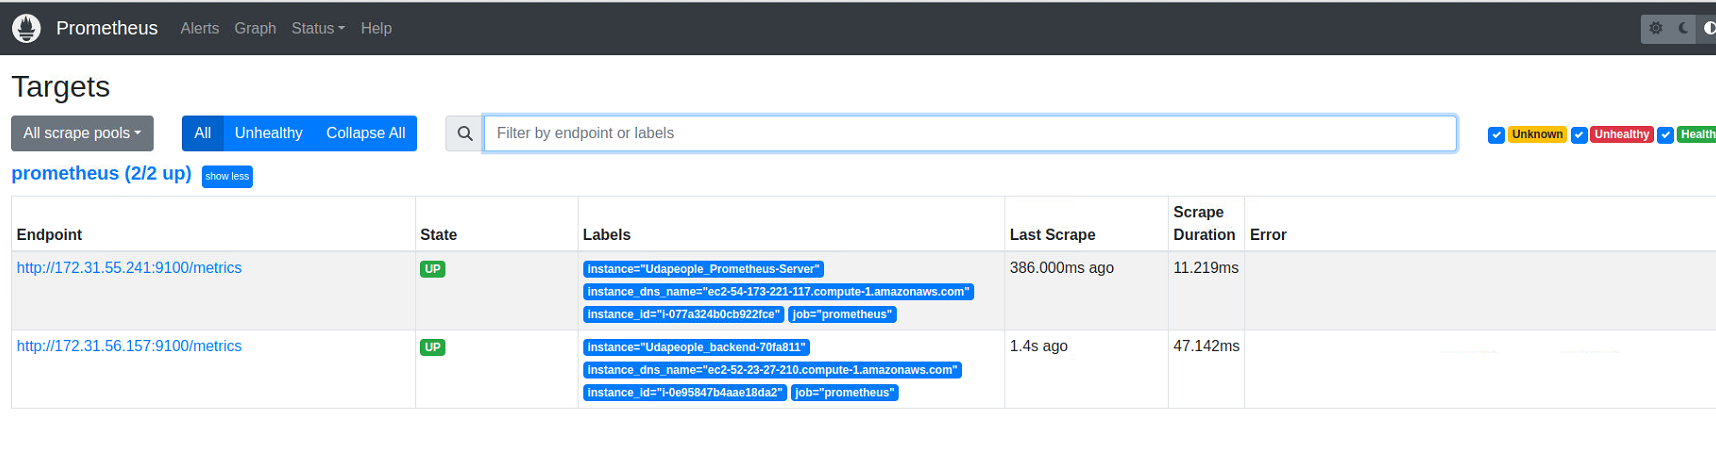 Prometheus Alerts Graph Status Help
Targets
All scrape pools All Unhealthy Collapse All Filter by endpoint or labels Unknown Unhealthy Health
prometheus (2/2 up) show less
Endpoint State Labels Last Scrape Scrape Duration Error
http://172.31.55.241:9100/metrics UP instance="Udapeople_Prometheus-Server" 386.000ms ago 11.219ms
instance_dns_name="ec2-54-173-221-117.compute-1.amazonaws.com"
instance_id="i-077a324b0cb922fce" job="prometheus"
http://172.31.56.157:9100/metrics UP instance="Udapeople_backend-70fa811" 1.4s ago 47.142ms
instance_dns_name="ec2-52-23-27-210.compute-1.amazonaws.com"
instance_id="i-0e95847b4aae18da2" job="prometheus"